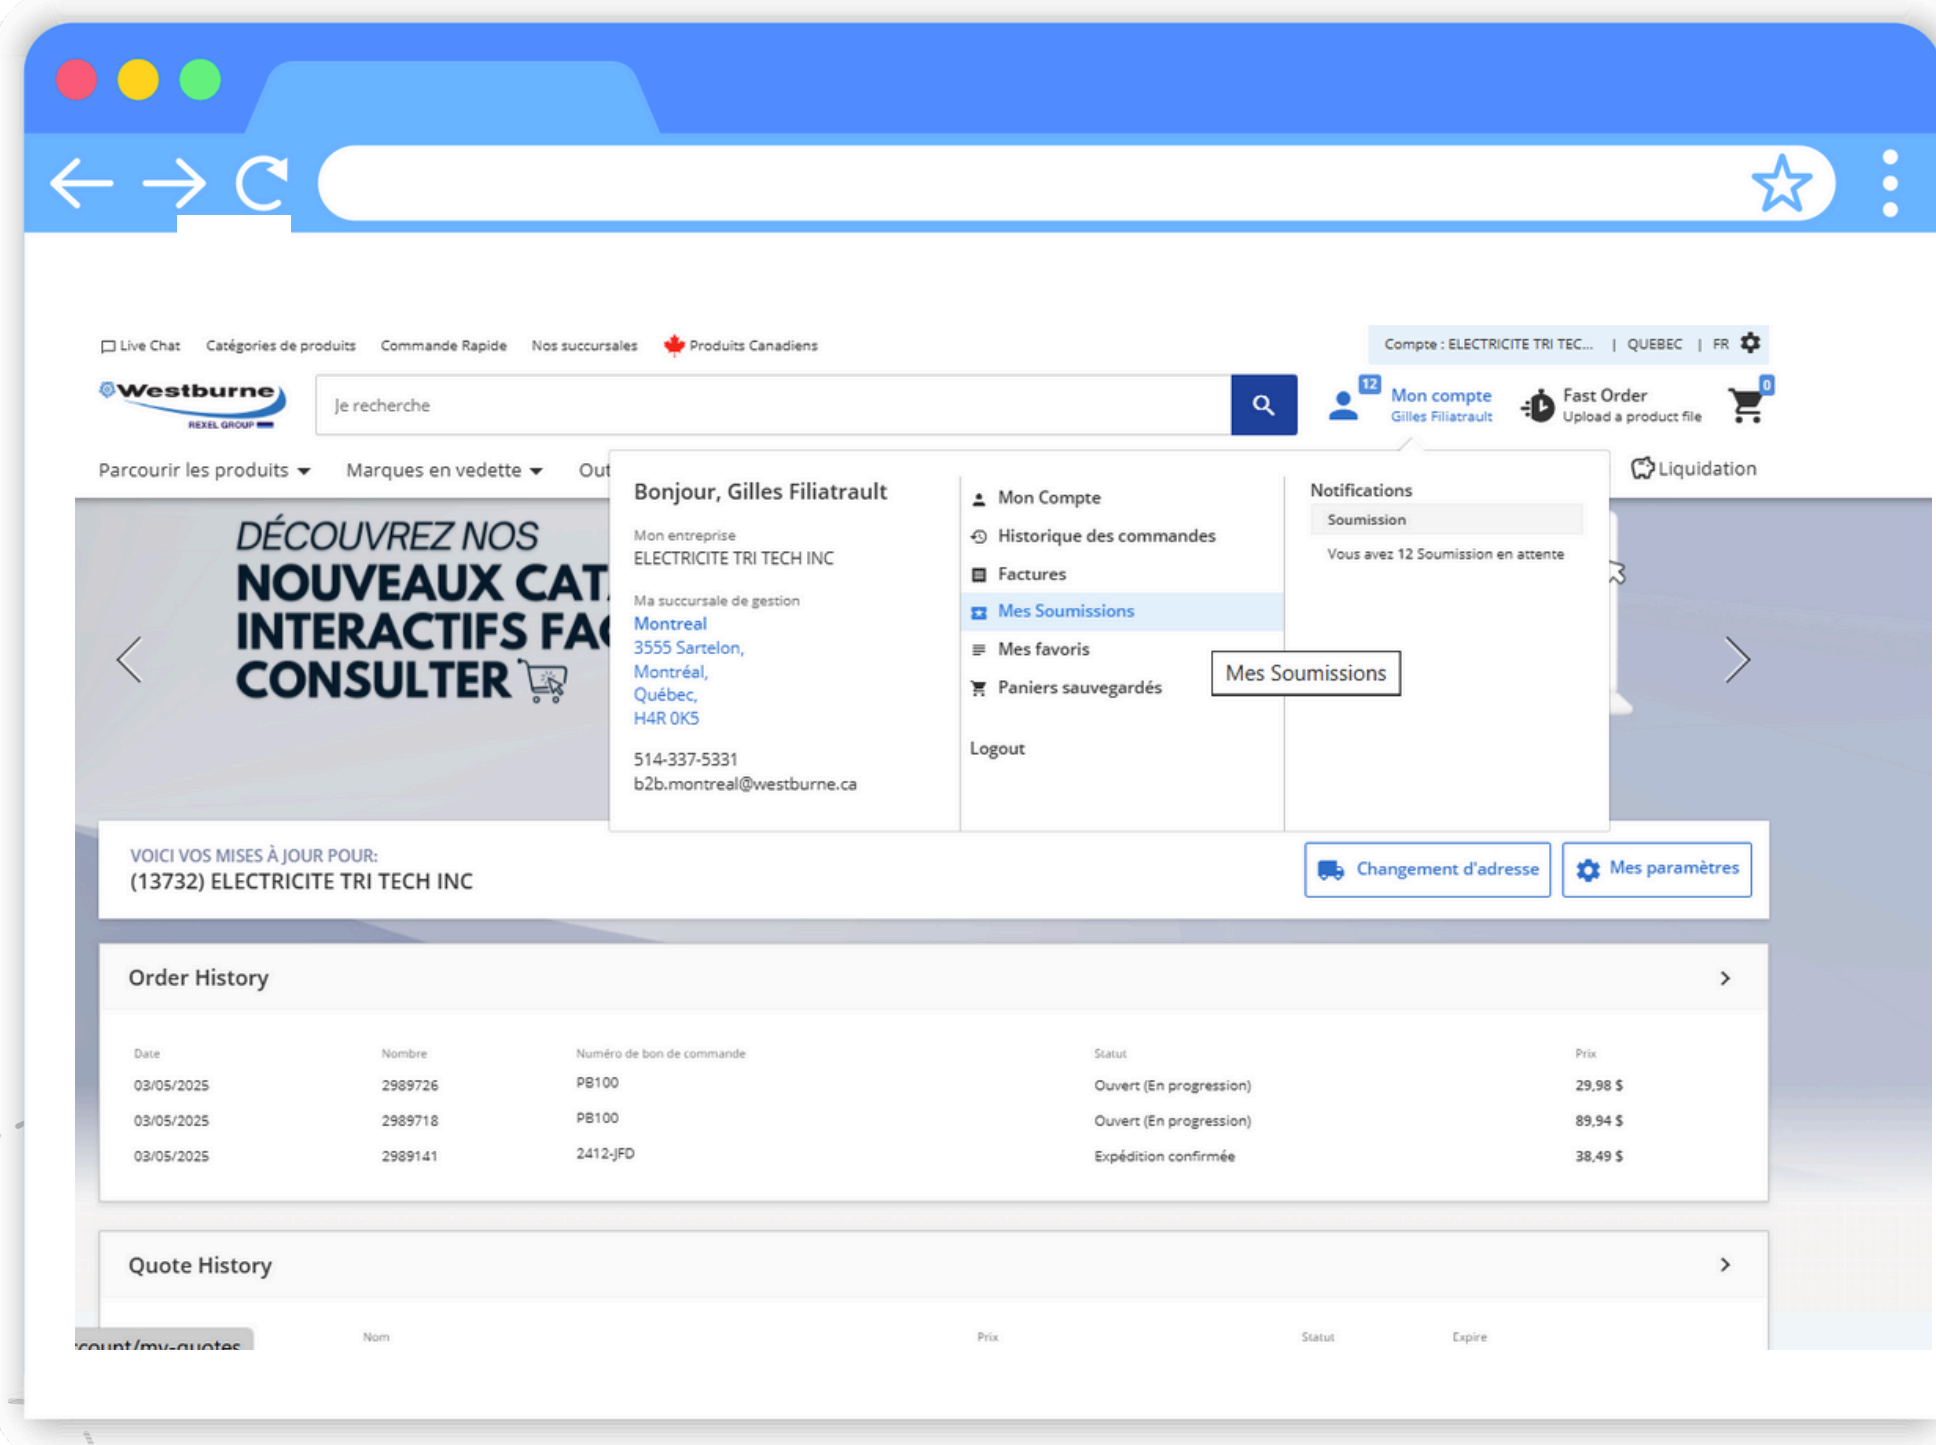 Live Chat Catégories de produits Commande Rapide Nos succursales Produits Canadiens
Compte : ELECTRICITE TRI TEC... | QUEBEC | FR
Westburne
REXEL GROUP
Je recherche
12
Mon compte
Gilles Filiatrault
Fast Order
Upload a product file
0
Parcourir les produits Marques en vedette Out
Liquidation
DÉCOUVREZ NOS
NOUVEAUX CAT
INTERACTIFS FA
CONSULTER
Bonjour, Gilles Filiatrault
Mon entreprise
ELECTRICITE TRI TECH INC
Ma succursale de gestion
Montreal
3555 Sartelon,
Montréal,
Québec,
H4R 0K5
514-337-5331
b2b.montreal@westburne.ca
Mon Compte
Historique des commandes
Factures
Mes Soumissions
Mes favoris
Paniers sauvegardés
Logout
Mes Soumissions
Notifications
Soumission
Vous avez 12 Soumission en attente
VOICI VOS MISES À JOUR POUR:
(13732) ELECTRICITE TRI TECH INC
Changement d'adresse
Mes paramètres
Order History
Date Nombre Numéro de bon de commande Statut Prix
03/05/2025 2989726 PB100 Ouvert (En progression) 29,98 $
03/05/2025 2989718 PB100 Ouvert (En progression) 89,94 $
03/05/2025 2989141 2412-JFD Expédition confirmée 38,49 $
Quote History
Nom Prix Statut Expire
count/my-quotes